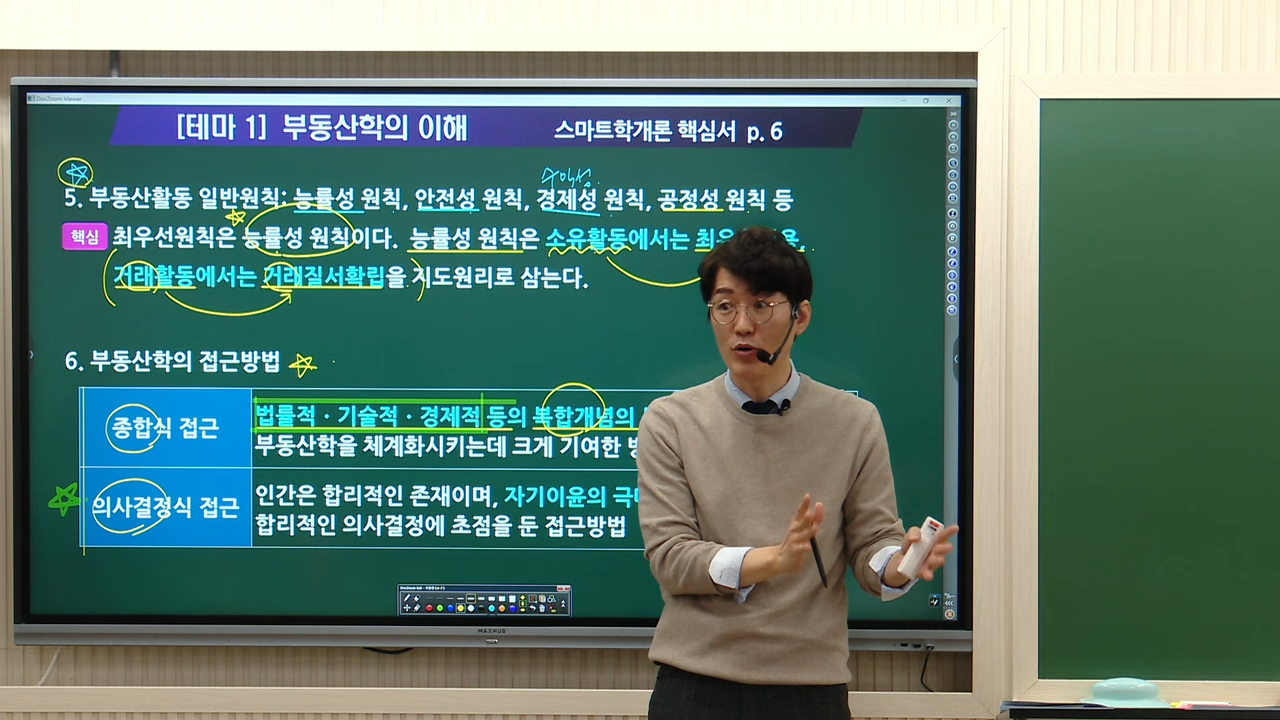 DocZoom Viewer
[테마 1] 부동산학의 이해 스마트학개론 핵심서 p. 6
수익성
5. 부동산활동 일반원칙: 능률성 원칙, 안전성 원칙, 경제성 원칙, 공정성 원칙 등
핵심 최우선원칙은 능률성 원칙이다. 능률성 원칙은 소유활동에서는
거래활동에서는 거래질서확립을 지도원리로 삼는다.
6. 부동산학의 접근방법
종합식 접근
법률적 · 기술적 · 경제적 등의 복합개념의
부동산학을 체계화시키는데 크게 기여한
의사결정식 접근
인간은 합리적인 존재이며, 자기이윤의
합리적인 의사결정에 초점을 둔 접근방법
MAXHUB